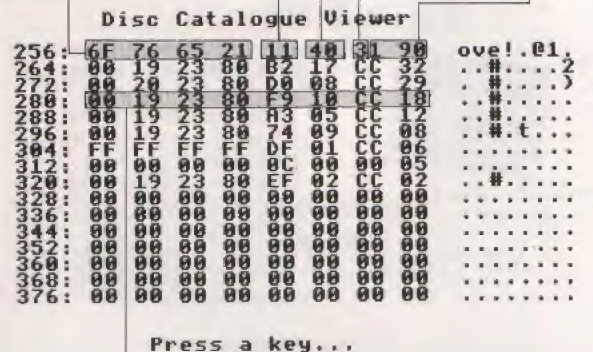 Disc Catalogue Viewer
256: 6F 76 65 21 11 40 31 90 ove!.@1.
264: 00 19 23 80 B2 17 CC 32 ..#....2
272: 00 20 23 80 D0 08 CC 29 . #....)
280: 00 19 23 80 F9 10 CC 18 ..#.....
288: 00 19 23 80 A3 05 CC 12 ..#.....
296: 00 19 23 80 74 09 CC 08 ..#.t...
304: FF FF FF FF DF 01 CC 06 ........
312: 00 00 00 00 0C 00 00 05 ........
320: 00 19 23 80 EF 02 CC 02 ..#.....
328: 00 00 00 00 00 00 00 00 ........
336: 00 00 00 00 00 00 00 00 ........
344: 00 00 00 00 00 00 00 00 ........
352: 00 00 00 00 00 00 00 00 ........
360: 00 00 00 00 00 00 00 00 ........
368: 00 00 00 00 00 00 00 00 ........
376: 00 00 00 00 00 00 00 00 ........
Press a key...